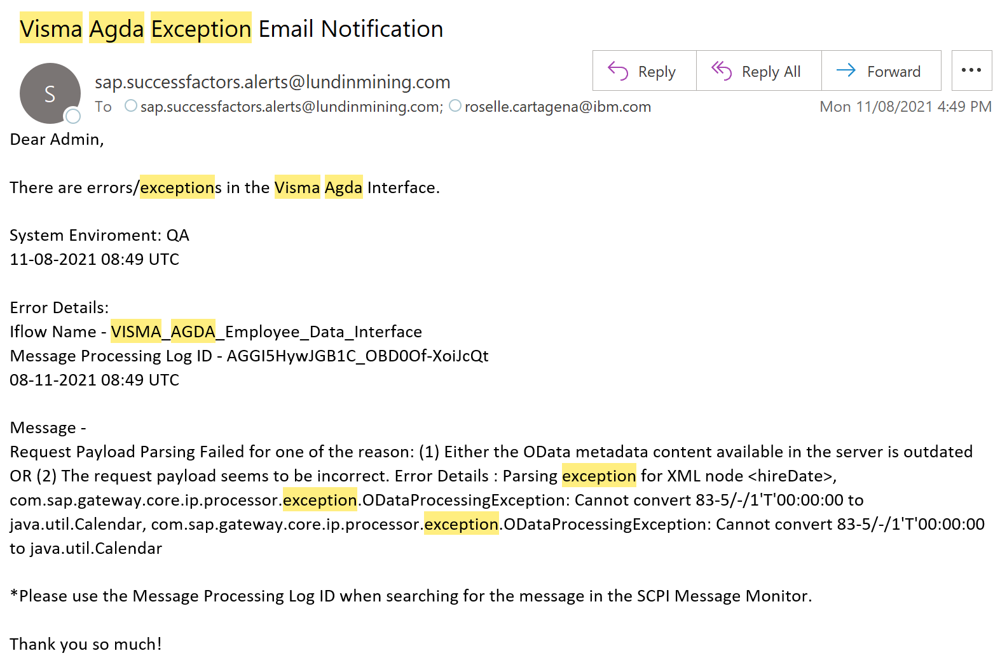 Visma Agda Exception Email Notification
S
sap.successfactors.alerts@lundinmining.com
Reply
Reply All
Forward
To sap.successfactors.alerts@lundinmining.com; roselle.cartagena@ibm.com
Mon 11/08/2021 4:49 PM
Dear Admin,
There are errors/exceptions in the Visma Agda Interface.
System Enviroment: QA
11-08-2021 08:49 UTC
Error Details:
Iflow Name - VISMA_AGDA_Employee_Data_Interface
Message Processing Log ID - AGGI5HywJGB1C_OBD0Of-XoiJcQt
08-11-2021 08:49 UTC
Message -
Request Payload Parsing Failed for one of the reason: (1) Either the OData metadata content available in the server is outdated
OR (2) The request payload seems to be incorrect. Error Details : Parsing exception for XML node <hireDate>,
com.sap.gateway.core.ip.processor.exception.ODataProcessingException: Cannot convert 83-5/-/1'T'00:00:00 to
java.util.Calendar, com.sap.gateway.core.ip.processor.exception.ODataProcessingException: Cannot convert 83-5/-/1'T'00:00:00
to java.util.Calendar
*Please use the Message Processing Log ID when searching for the message in the SCPI Message Monitor.
Thank you so much!